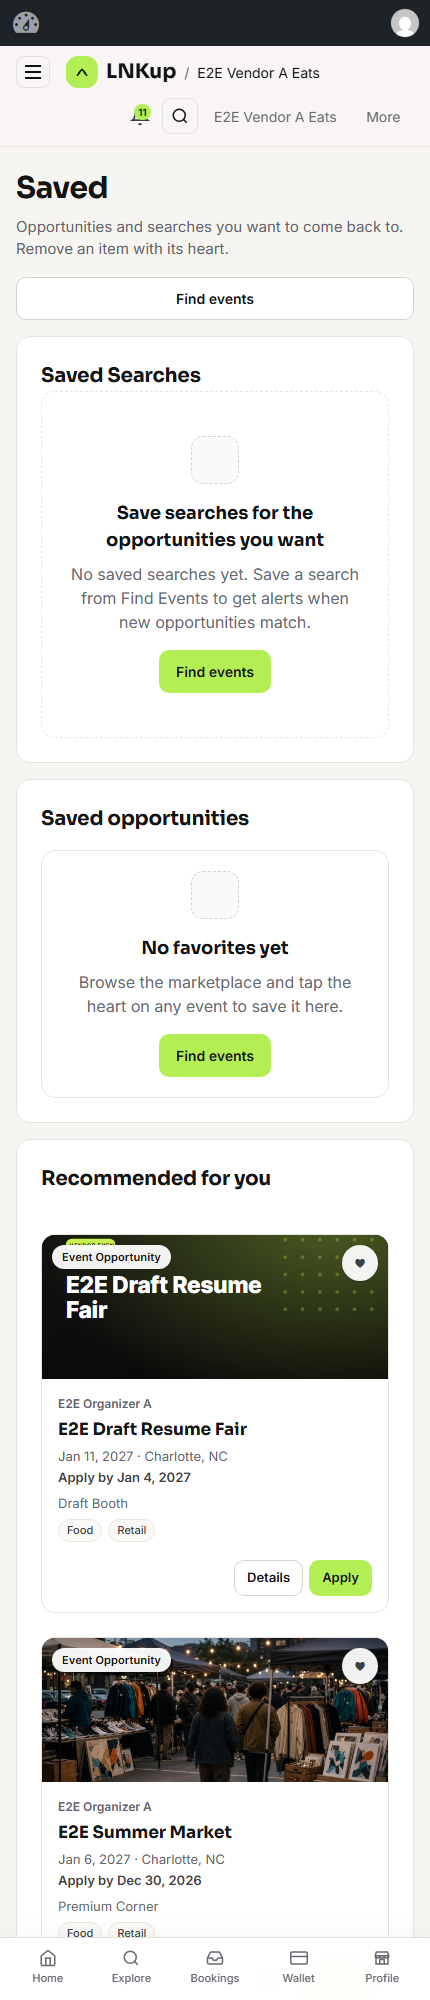 LNKup / E2E Vendor A Eats
11
E2E Vendor A Eats
More
Saved
Opportunities and searches you want to come back to.
Remove an item with its heart.
Find events
Saved Searches
Save searches for the
opportunities you want
No saved searches yet. Save a search
from Find Events to get alerts when
new opportunities match.
Find events
Saved opportunities
No favorites yet
Browse the marketplace and tap the
heart on any event to save it here.
Find events
Recommended for you
Event Opportunity
E2E Draft Resume
Fair
E2E Organizer A
E2E Draft Resume Fair
Jan 11, 2027 · Charlotte, NC
Apply by Jan 4, 2027
Draft Booth
Food
Retail
Details
Apply
Event Opportunity
E2E Organizer A
E2E Summer Market
Jan 6, 2027 · Charlotte, NC
Apply by Dec 30, 2026
Premium Corner
Food
Retail
Home
Explore
Bookings
Wallet
Profile